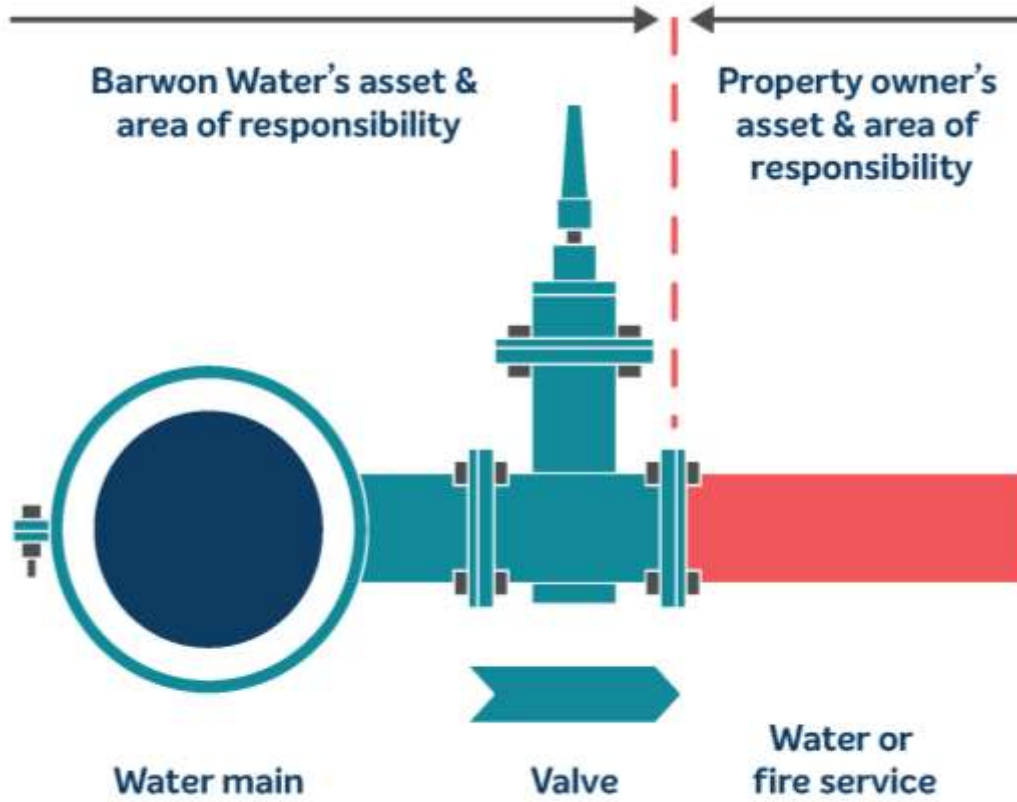 Barwon Water's asset &
area of responsibility
Property owner's
asset & area of
responsibility
Water main
Valve
Water or
fire service